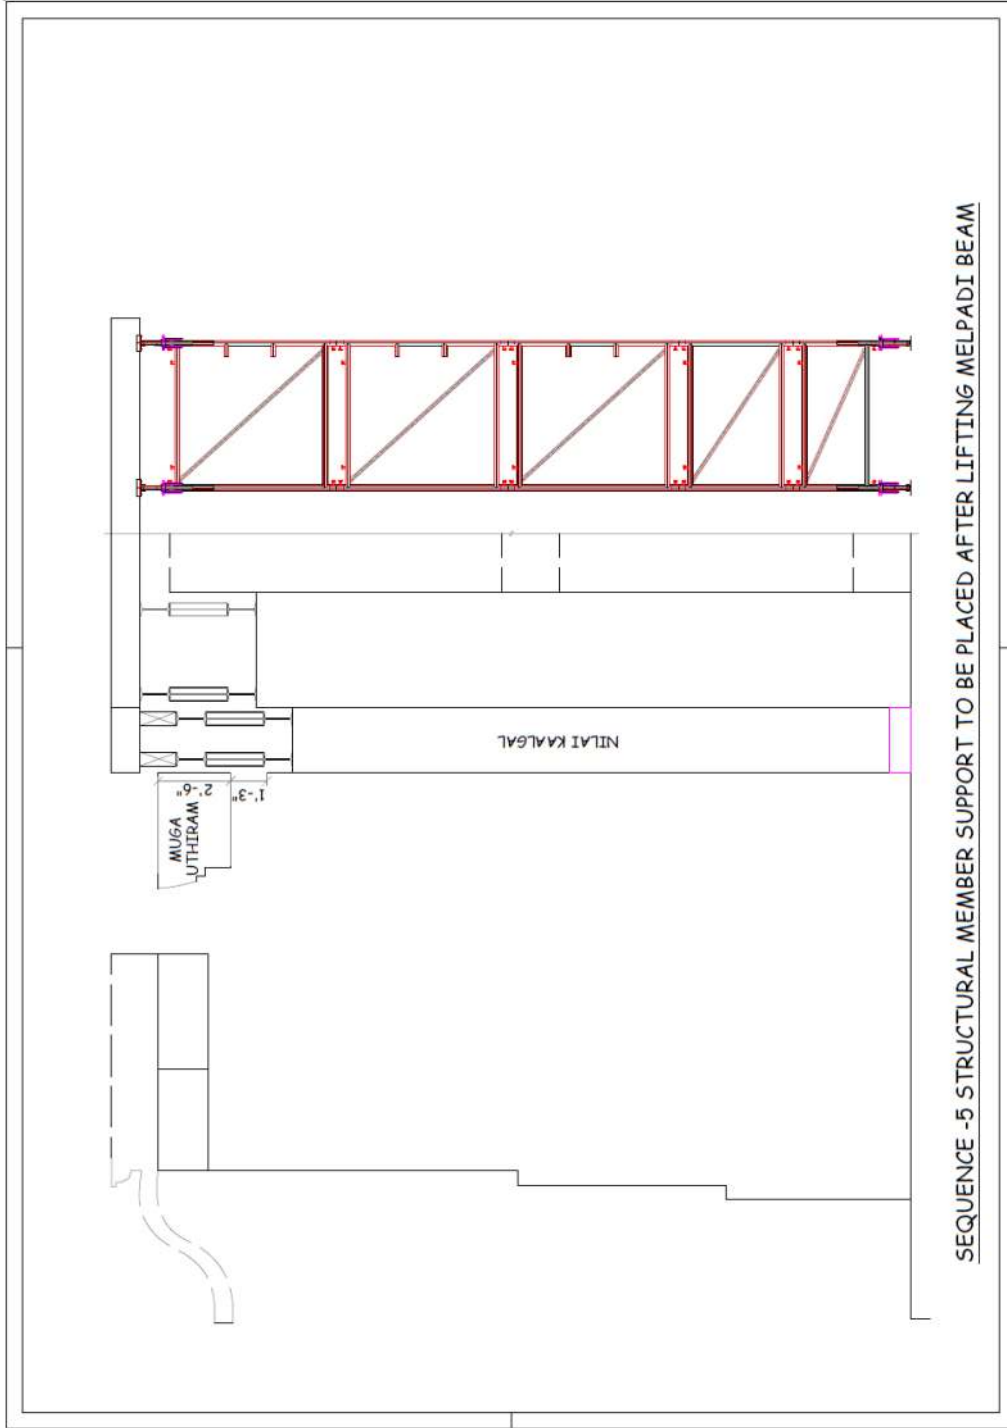 MUGA
UTHIRAM
2'-6"
1'-3"
NILAI KAALGAL
SEQUENCE -5 STRUCTURAL MEMBER SUPPORT TO BE PLACED AFTER LIFTING MELPADI BEAM